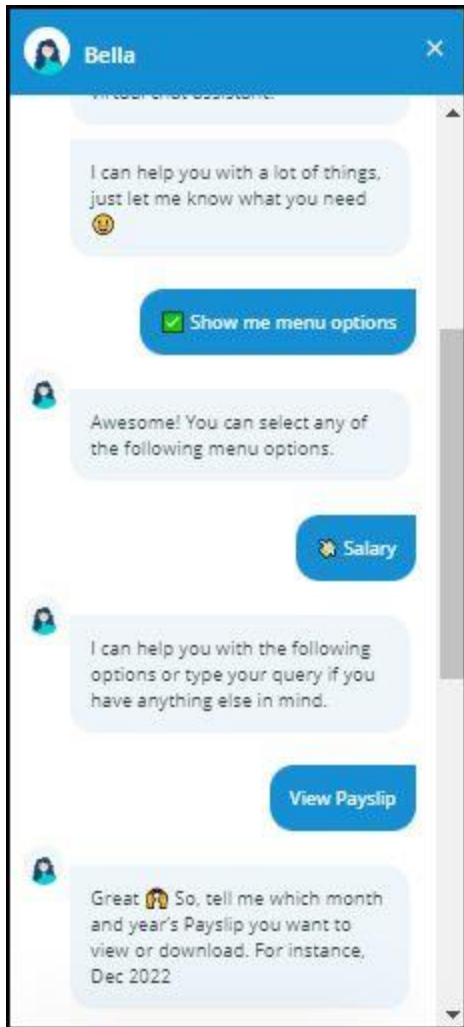 Bella
virtual chat assistant.
I can help you with a lot of things,
just let me know what you need
Show me menu options
Awesome! You can select any of
the following menu options.
Salary
I can help you with the following
options or type your query if you
have anything else in mind.
View Payslip
Great So, tell me which month
and year's Payslip you want to
view or download. For instance,
Dec 2022